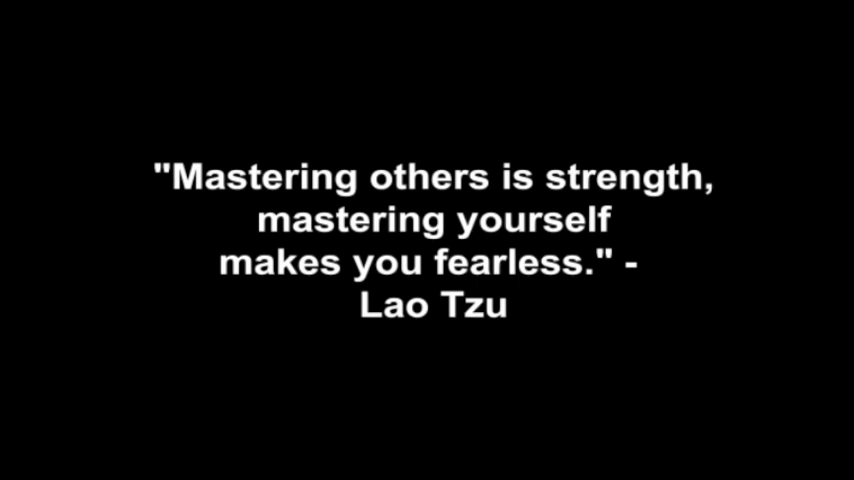 "Mastering others is strength,
mastering yourself
makes you fearless." -
Lao Tzu